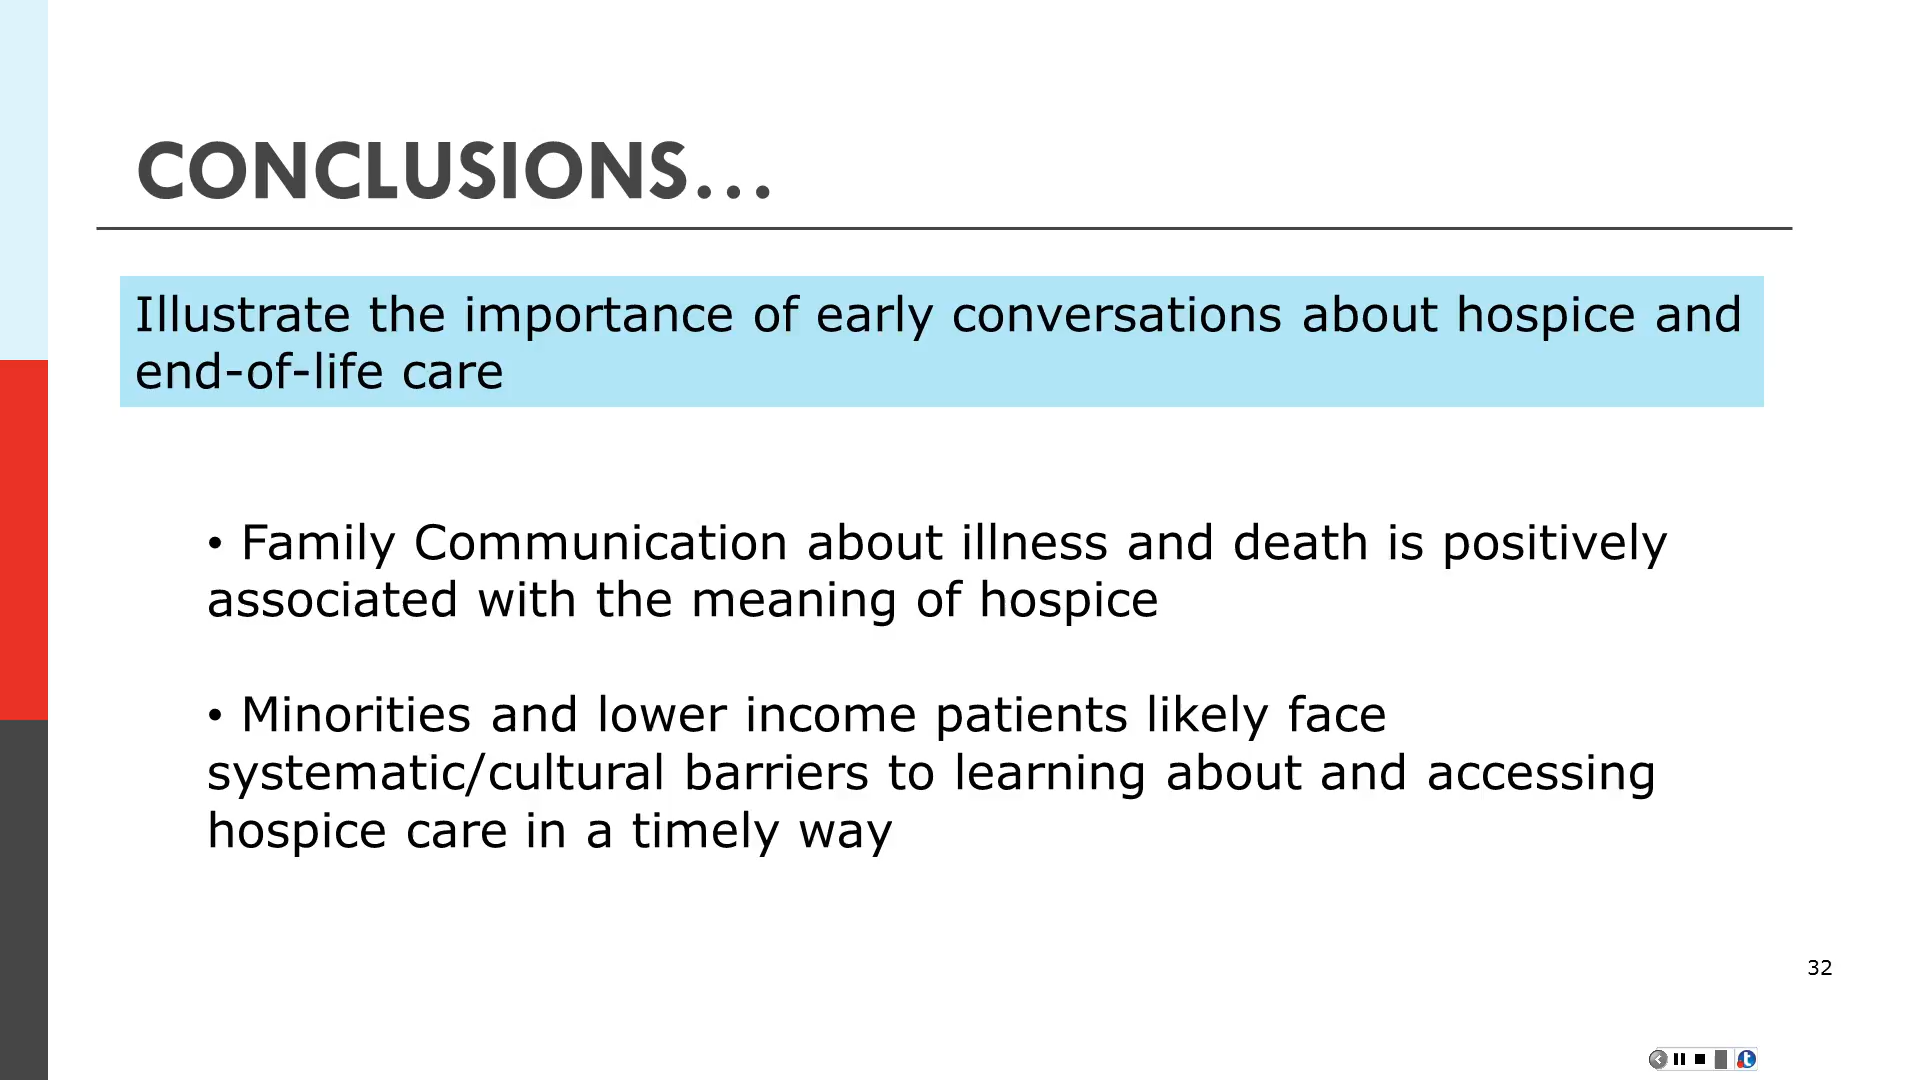 CONCLUSIONS...
Illustrate the importance of early conversations about hospice and
end-of-life care
• Family Communication about illness and death is positively
associated with the meaning of hospice
• Minorities and lower income patients likely face
systematic/cultural barriers to learning about and accessing
hospice care in a timely way
32
t